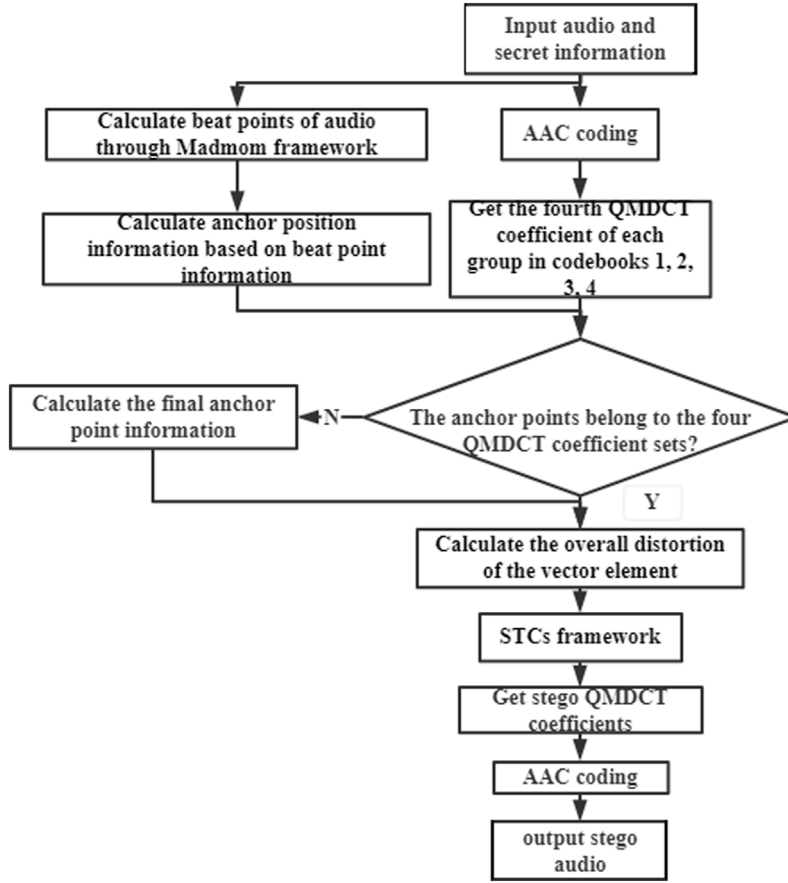 Input audio and
secret information
Calculate beat points of audio
through Madmom framework
AAC coding
Calculate anchor position
information based on beat point
information
Get the fourth QMDCT
coefficient of each
group in codebooks 1, 2,
3, 4
The anchor points belong to the four
QMDCT coefficient sets?
N
Calculate the final anchor
point information
Y
Calculate the overall distortion
of the vector element
STCs framework
Get stego QMDCT
coefficients
AAC coding
output stego
audio